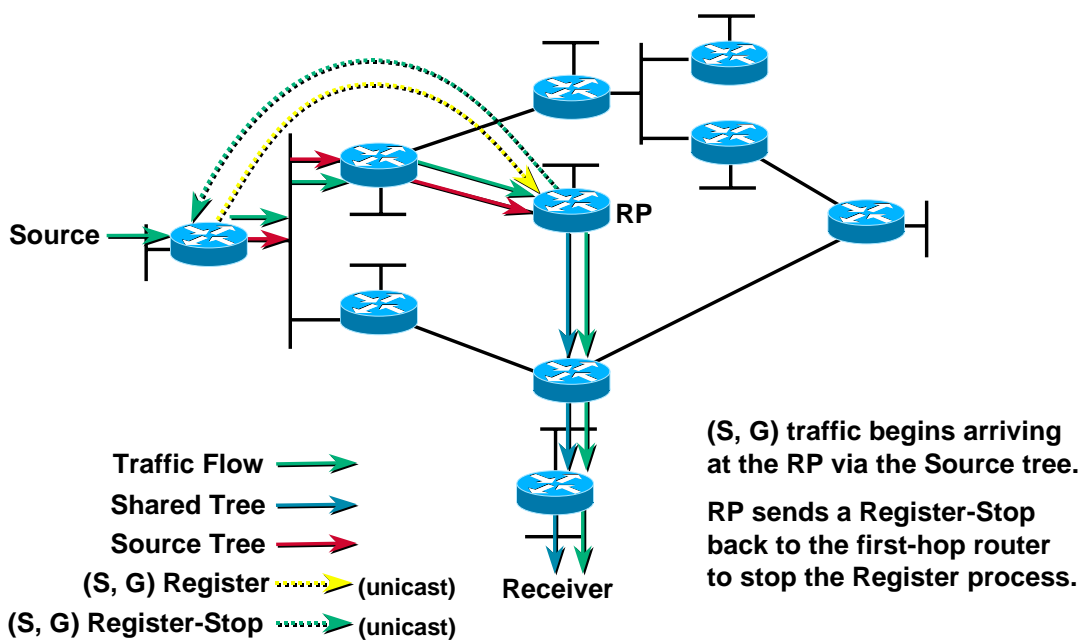 RP
Source
(S, G) traffic begins arriving
at the RP via the Source tree.
RP sends a Register-Stop
back to the first-hop router
to stop the Register process.
Traffic Flow
Shared Tree
Source Tree
(S, G) Register (unicast)
(S, G) Register-Stop (unicast)
Receiver